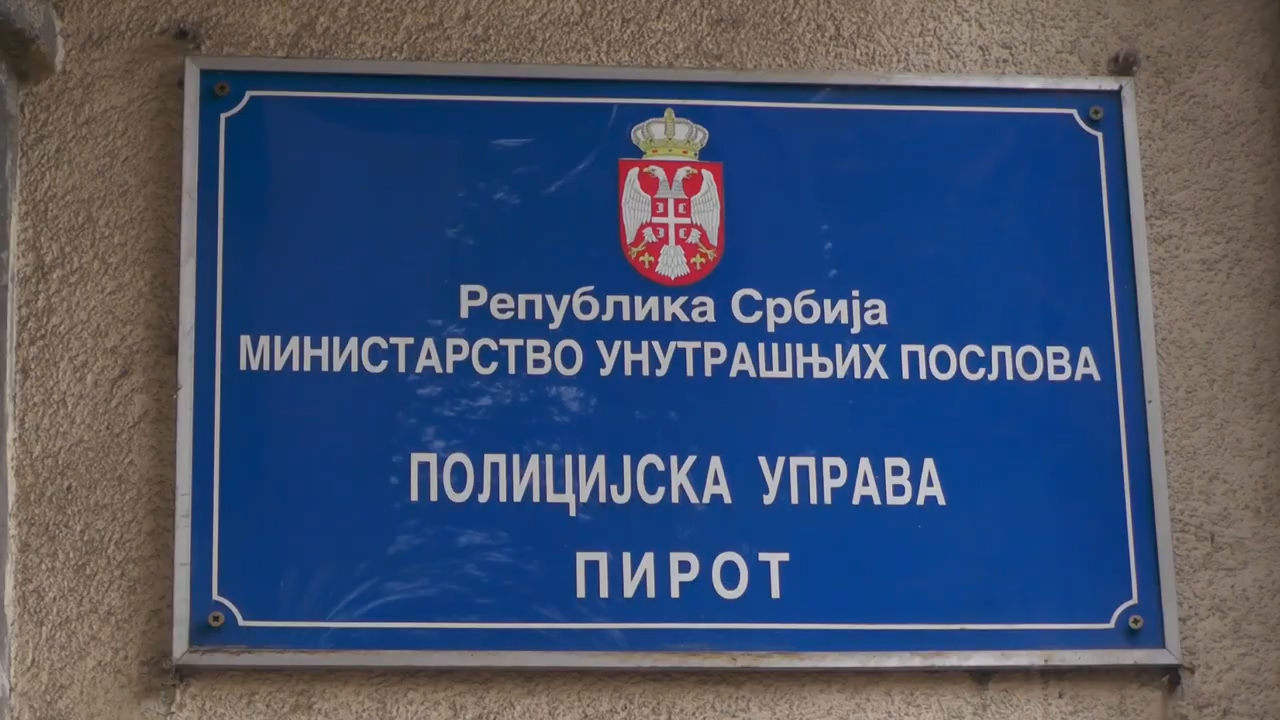 Република Србија
МИНИСТАРСТВО УНУТРАШЊИХ ПОСЛОВА
ПОЛИЦИЈСКА УПРАВА
ПИРОТ